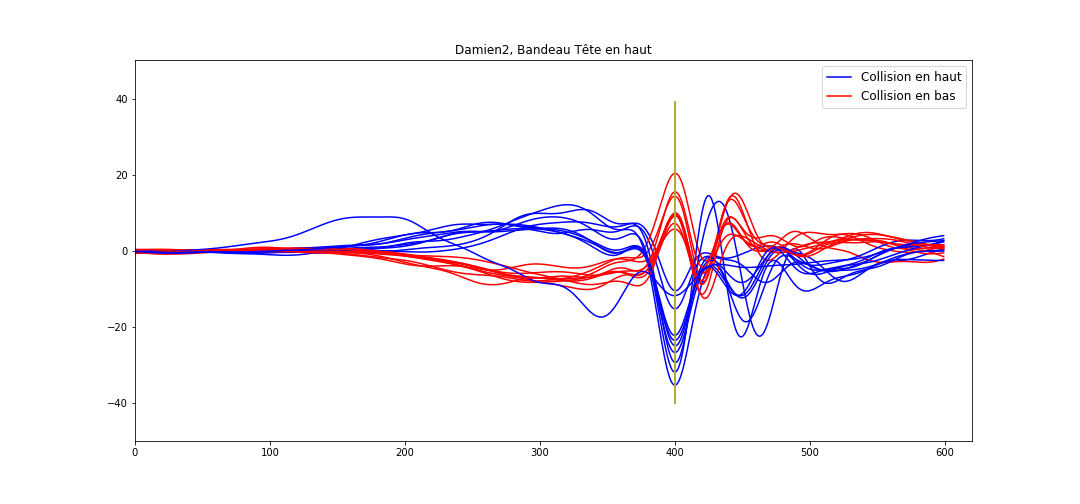 Damien2, Bandeau Tête en haut
Collision en haut
Collision en bas
40
20
0
−20
−40
0 100 200 300 400 500 600